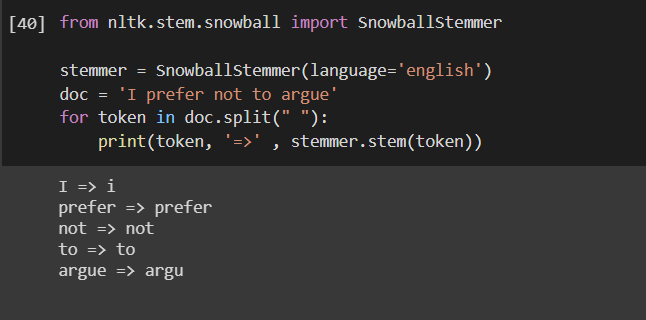 [40] from nltk.stem.snowball import SnowballStemmer
stemmer = SnowballStemmer(language='english')
doc = 'I prefer not to argue'
for token in doc.split(" "):
    print(token, '=>' , stemmer.stem(token))
I => i
prefer => prefer
not => not
to => to
argue => argu